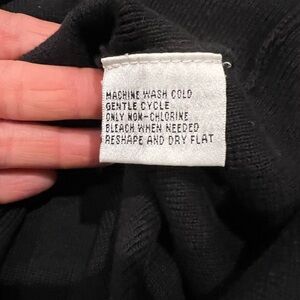 MACHINE WASH COLD
GENTLE CYCLE
ONLY NON-CHLORINE
BLEACH WHEN NEEDED
RESHAPE AND DRY FLAT